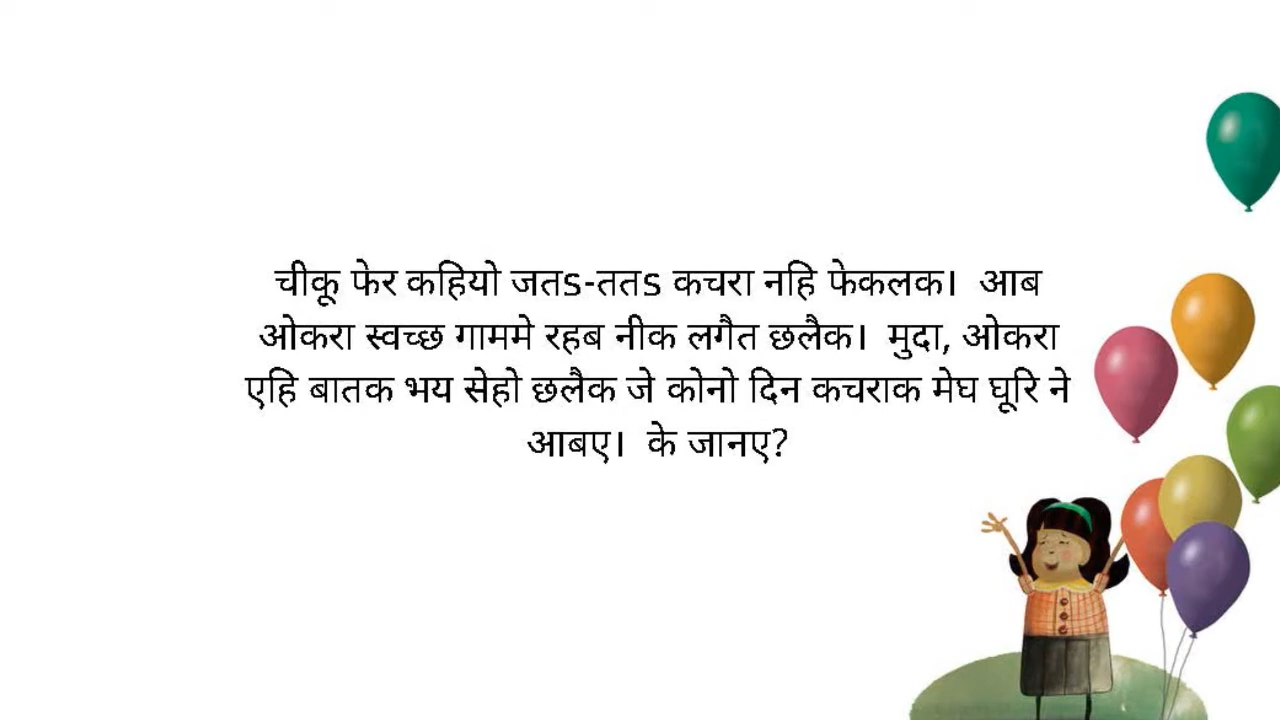 चीकू फेर कहियो जतs-ततs कचरा नहि फेकलक। आब
ओकरा स्वच्छ गाममे रहब नीक लगैत छलैक। मुदा, ओकरा
एहि बातक भय सेहो छलैक जे कोनो दिन कचराक मेघ घूरि ने
आबए। के जानए?